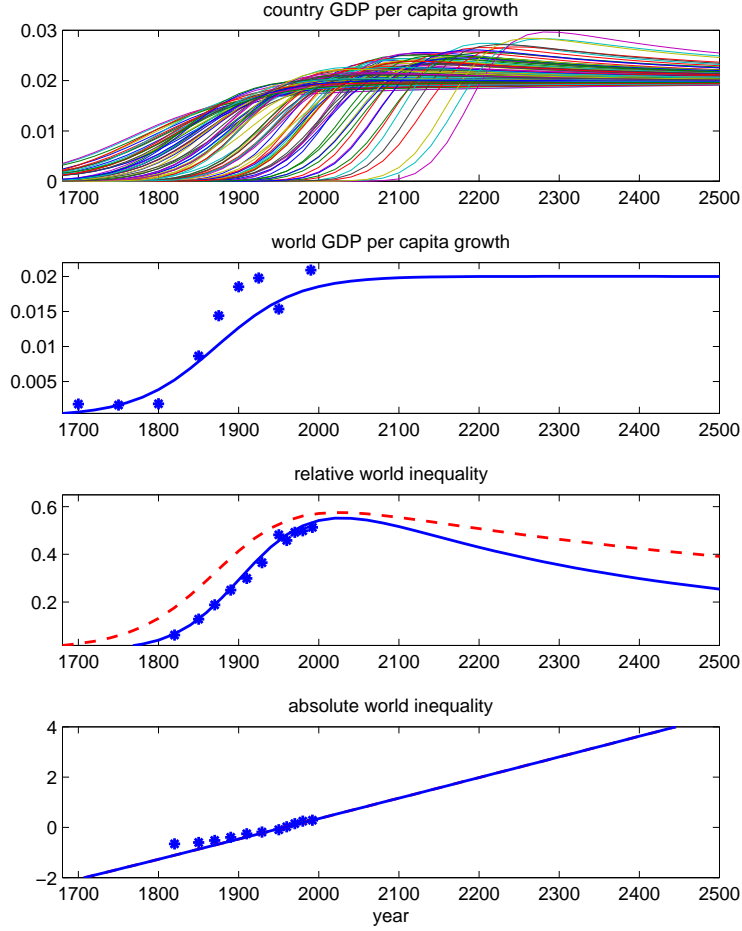 country GDP per capita growth
0.03
0.02
0.01
0
1700 1800 1900 2000 2100 2200 2300 2400 2500
world GDP per capita growth
0.02
0.015
0.01
0.005
1700 1800 1900 2000 2100 2200 2300 2400 2500
relative world inequality
0.6
0.4
0.2
1700 1800 1900 2000 2100 2200 2300 2400 2500
absolute world inequality
4
2
0
−2
1700 1800 1900 2000 2100 2200 2300 2400 2500
year